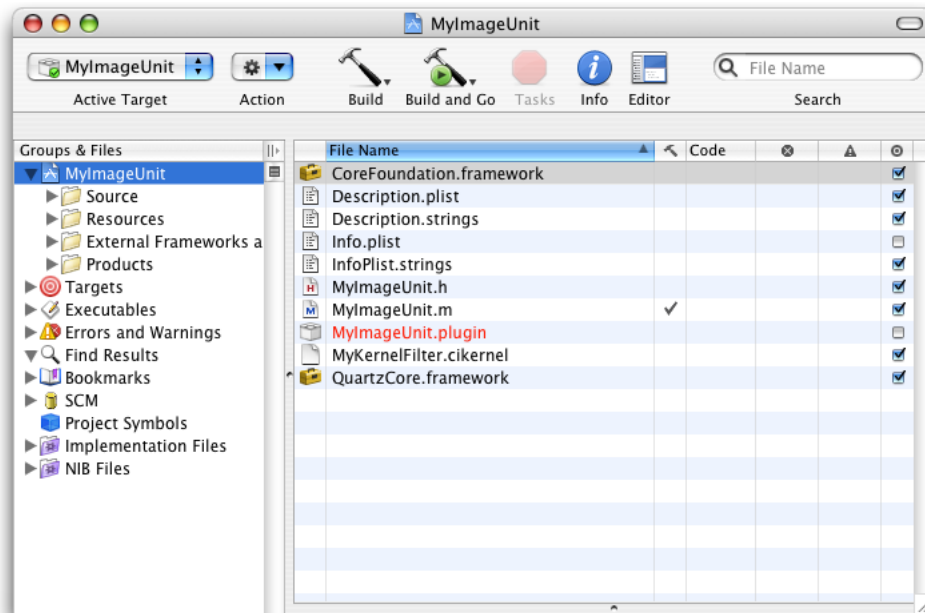 MyImageUnit
MyImageUnit
File Name
Active Target
Action
Build
Build and Go
Tasks
Info
Editor
Search
Groups & Files
File Name
Code
MyImageUnit
Source
Resources
External Frameworks a
Products
Targets
Executables
Errors and Warnings
Find Results
Bookmarks
SCM
Project Symbols
Implementation Files
NIB Files
CoreFoundation.framework
Description.plist
Description.strings
Info.plist
InfoPlist.strings
H
MyImageUnit.h
M
MyImageUnit.m
MyImageUnit.plugin
MyKernelFilter.cikernel
QuartzCore.framework